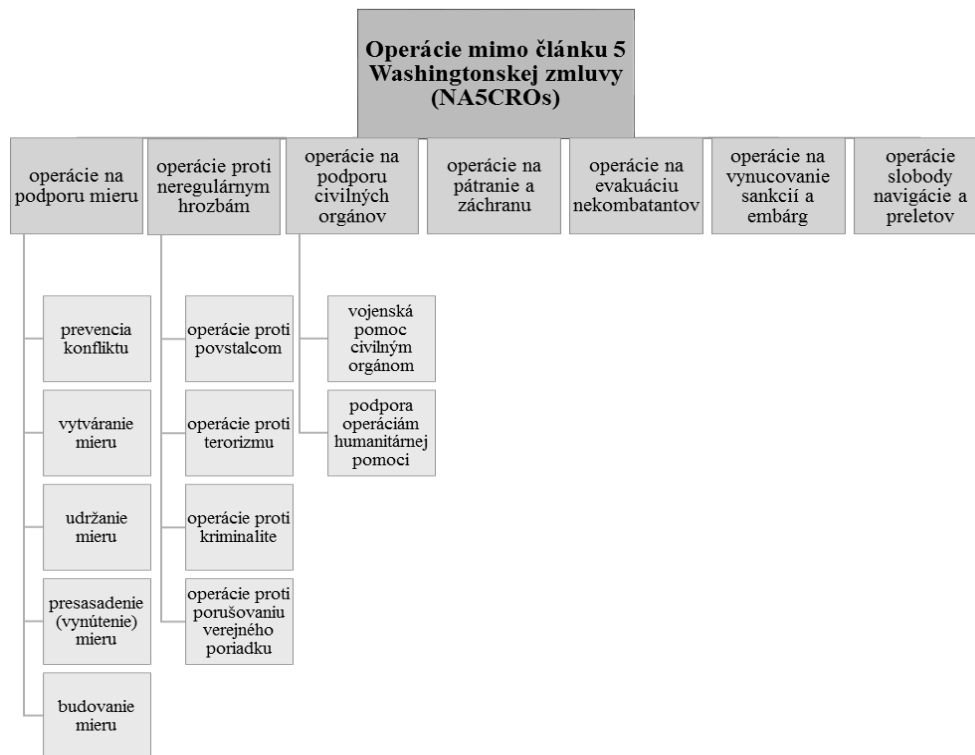 Operácie mimo článku 5
Washingtonskej zmluvy
(NA5CROs)
operácie na
podporu mieru
operácie proti
neregulárnym
hrozbám
operácie na
podporu
civilných
orgánov
operácie na
pátranie a
záchranu
operácie na
evakuáciu
nekombatantov
operácie na
vynucovanie
sankcií a
embárg
operácie
slobody
navigácie a
preletov
prevencia
konfliktu
vytváranie
mieru
udržanie
mieru
presasadenie
(vynútenie)
mieru
budovanie
mieru
operácie proti
povstalcom
operácie proti
terorizmu
operácie proti
kriminalite
operácie proti
porušovaniu
verejného
poriadku
vojenská
pomoc
civilným
orgánom
podpora
operáciám
humanitárnej
pomoci